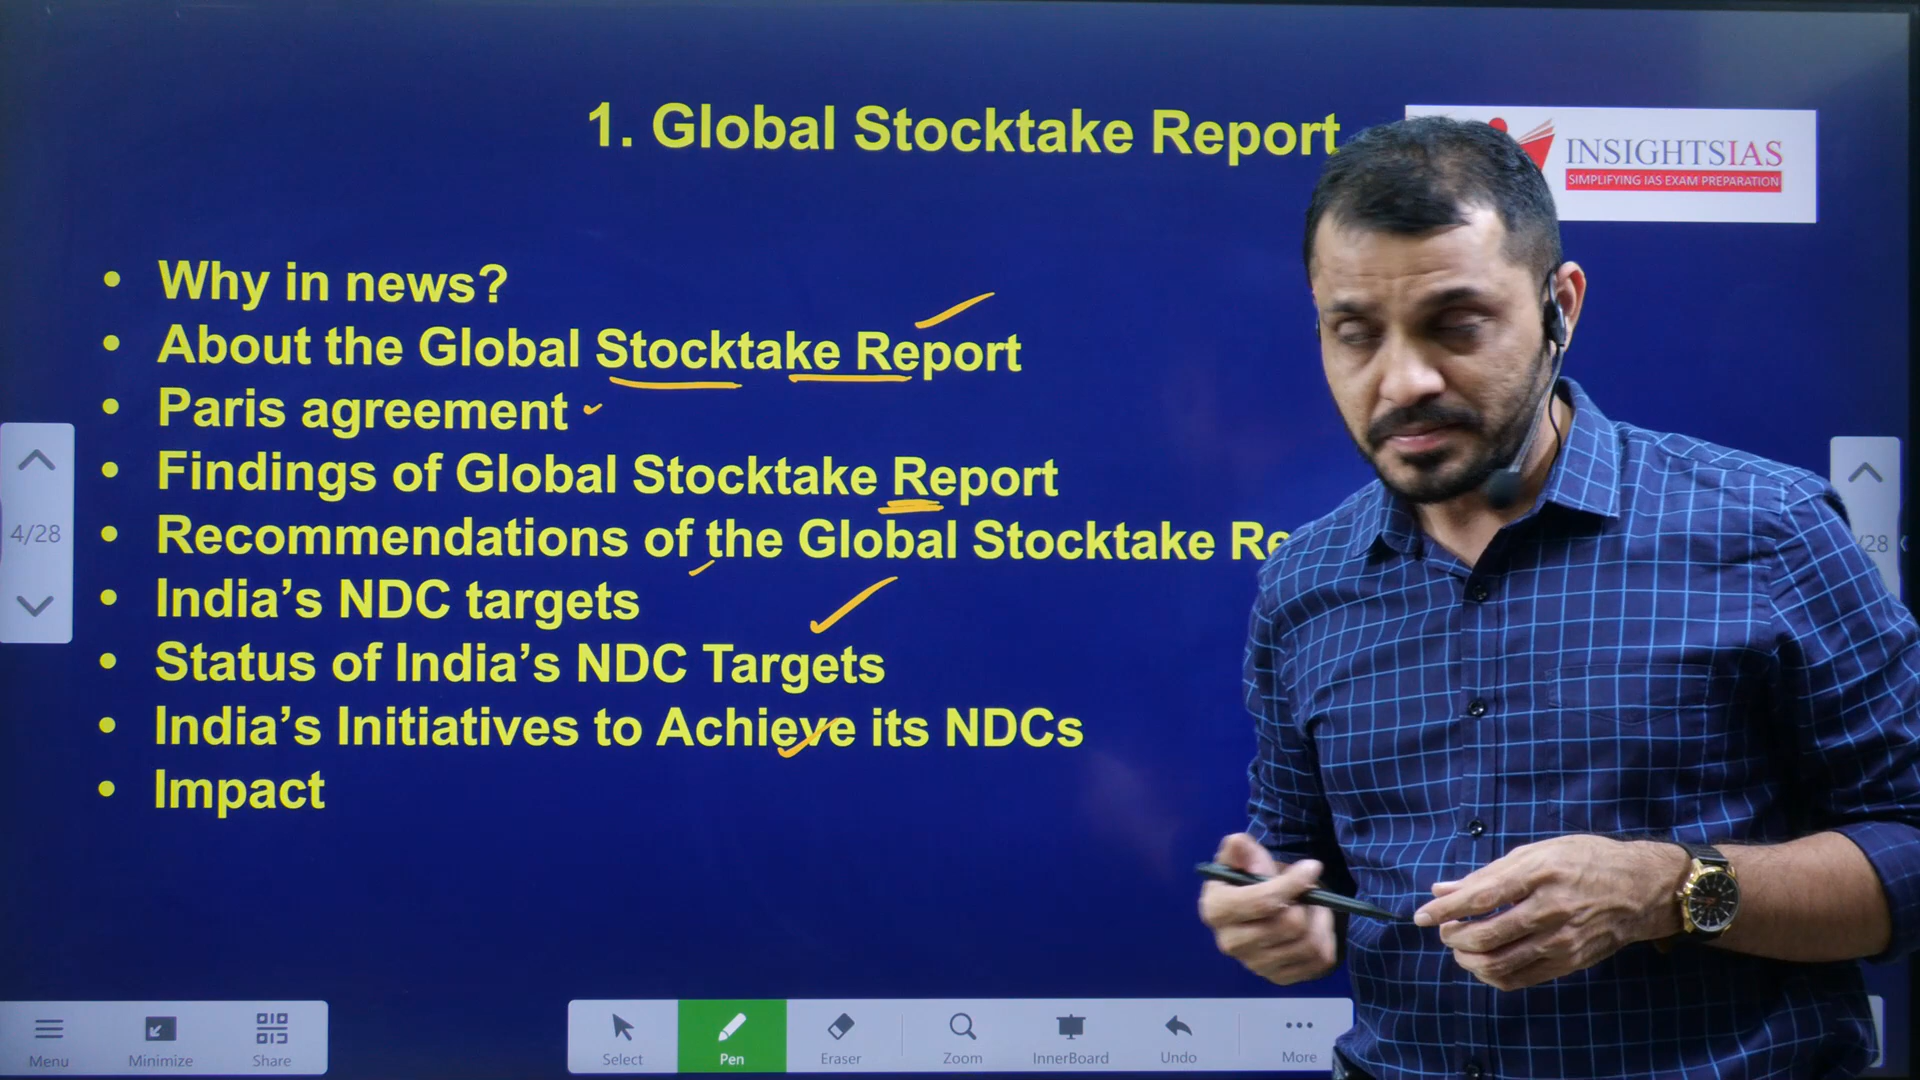 1. Global Stocktake Report
INSIGHTSIAS
SIMPLIFYING IAS EXAM PREPARATION
• Why in news?
• About the Global Stocktake Report
• Paris agreement
• Findings of Global Stocktake Report
• Recommendations of the Global Stocktake Re
• India’s NDC targets
• Status of India’s NDC Targets
• India’s Initiatives to Achieve its NDCs
• Impact
4/28
/28
Menu
Minimize
Share
Select
Pen
Eraser
Zoom
InnerBoard
Undo
More